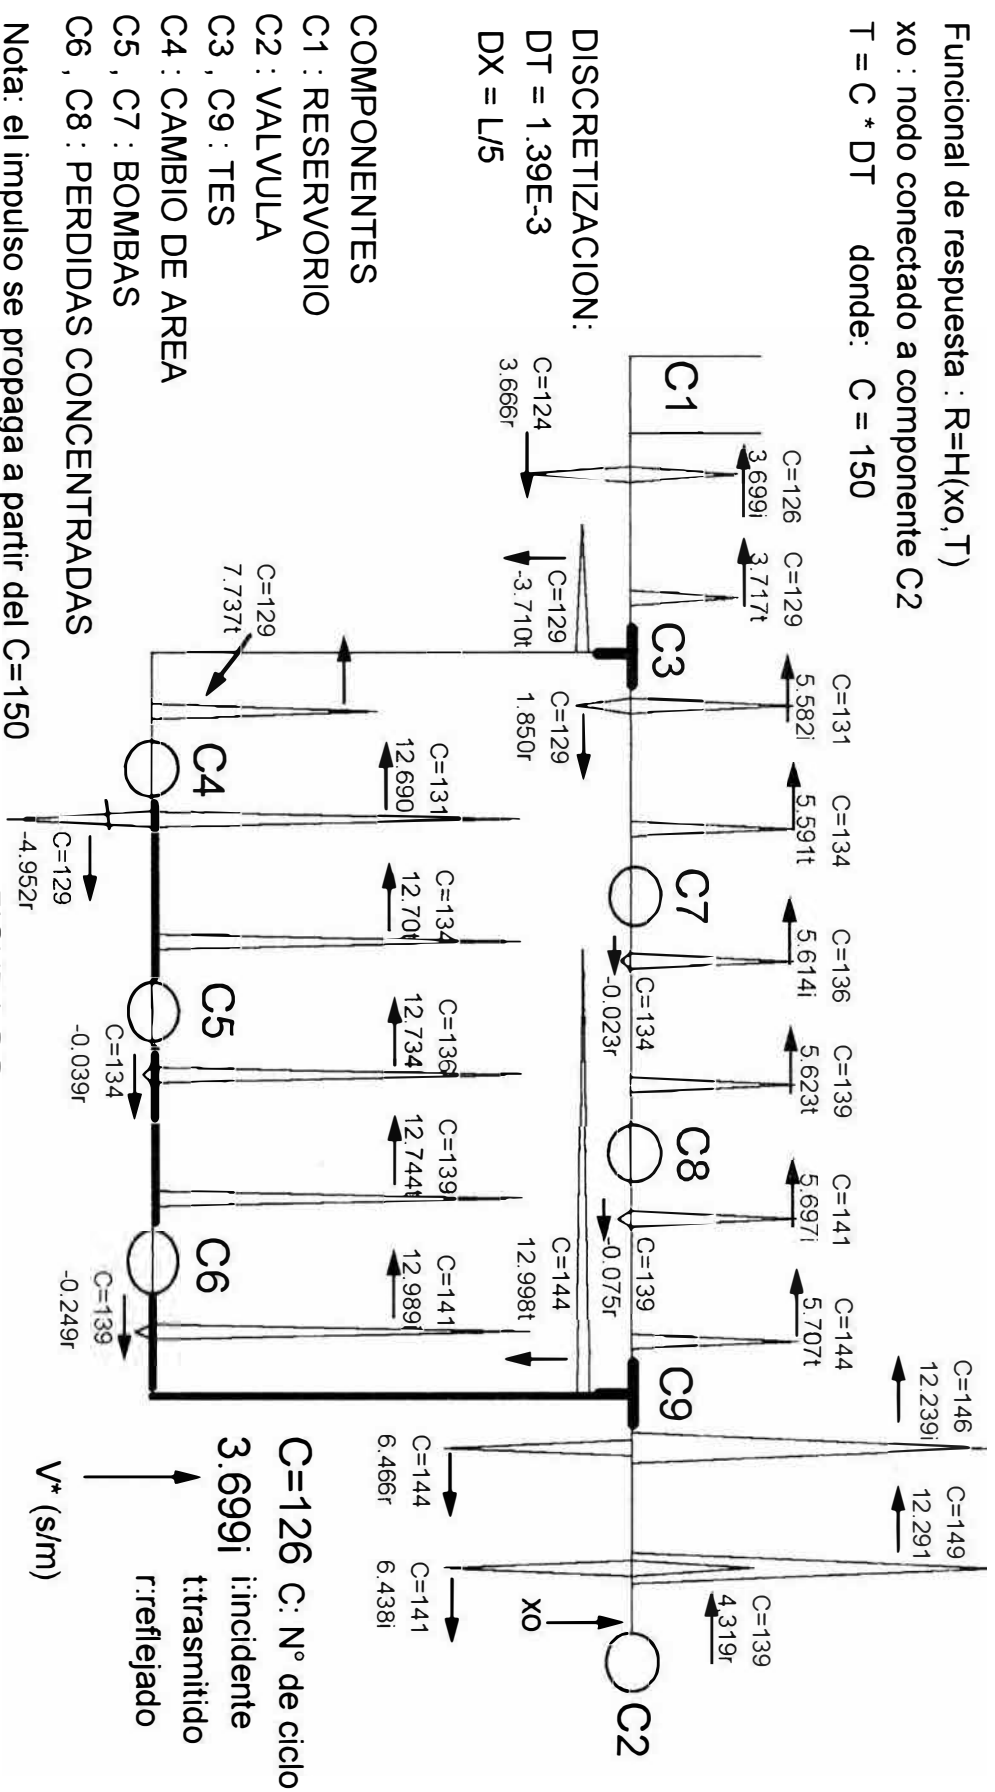 Funcional de respuesta : R=H(xo,T)
xo : nodo conectado a componente C2
T = C * DT donde: C = 150
DISCRETIZACION:
DT = 1.39E-3
DX = L/5
COMPONENTES
C1 : RESERVORIO
C2 : VALVULA
C3 , C9 : TES
C4 : CAMBIO DE AREA
C5 , C7 : BOMBAS
C6 , C8 : PERDIDAS CONCENTRADAS
Nota: el impulso se propaga a partir del C=150
C1
C=126
3.699i
C=124
3.666r
C=129
3.717t
C=129
-3.710t
C3
C=131
5.582i
C=129
1.850r
C=134
5.591t
C7
C=136
5.614i
C=134
-0.023r
C=139
5.623t
C8
C=141
5.697i
C=139
-0.075r
C=144
5.707t
C=144
12.998t
C9
C=146
12.239i
C=144
6.466r
C=149
12.291
C=139
4.319r
C=141
6.438i
xo
C2
C=129
7.737t
C4
C=131
12.690
C=129
-4.952r
C=134
12.70t
C5
C=136
12.734
C=134
-0.039r
C=139
12.744t
C6
C=141
12.989
C=139
-0.249r
C=126 C: N° de ciclo
3.699i i:incidente
t:trasmitido
r:reflejado
V* (s/m)